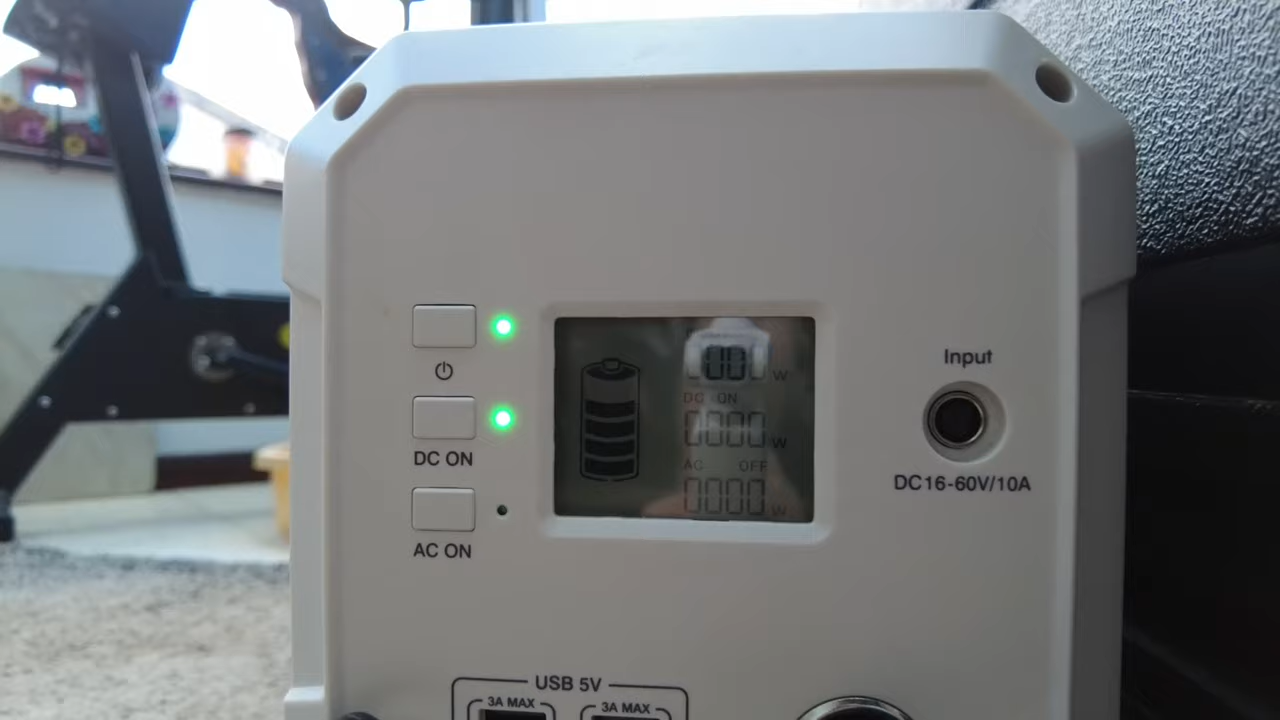 DC ON
AC ON
00 W
DC ON
0000 W
AC OFF
0000 W
Input
DC16-60V/10A
USB 5V
3A MAX
3A MAX